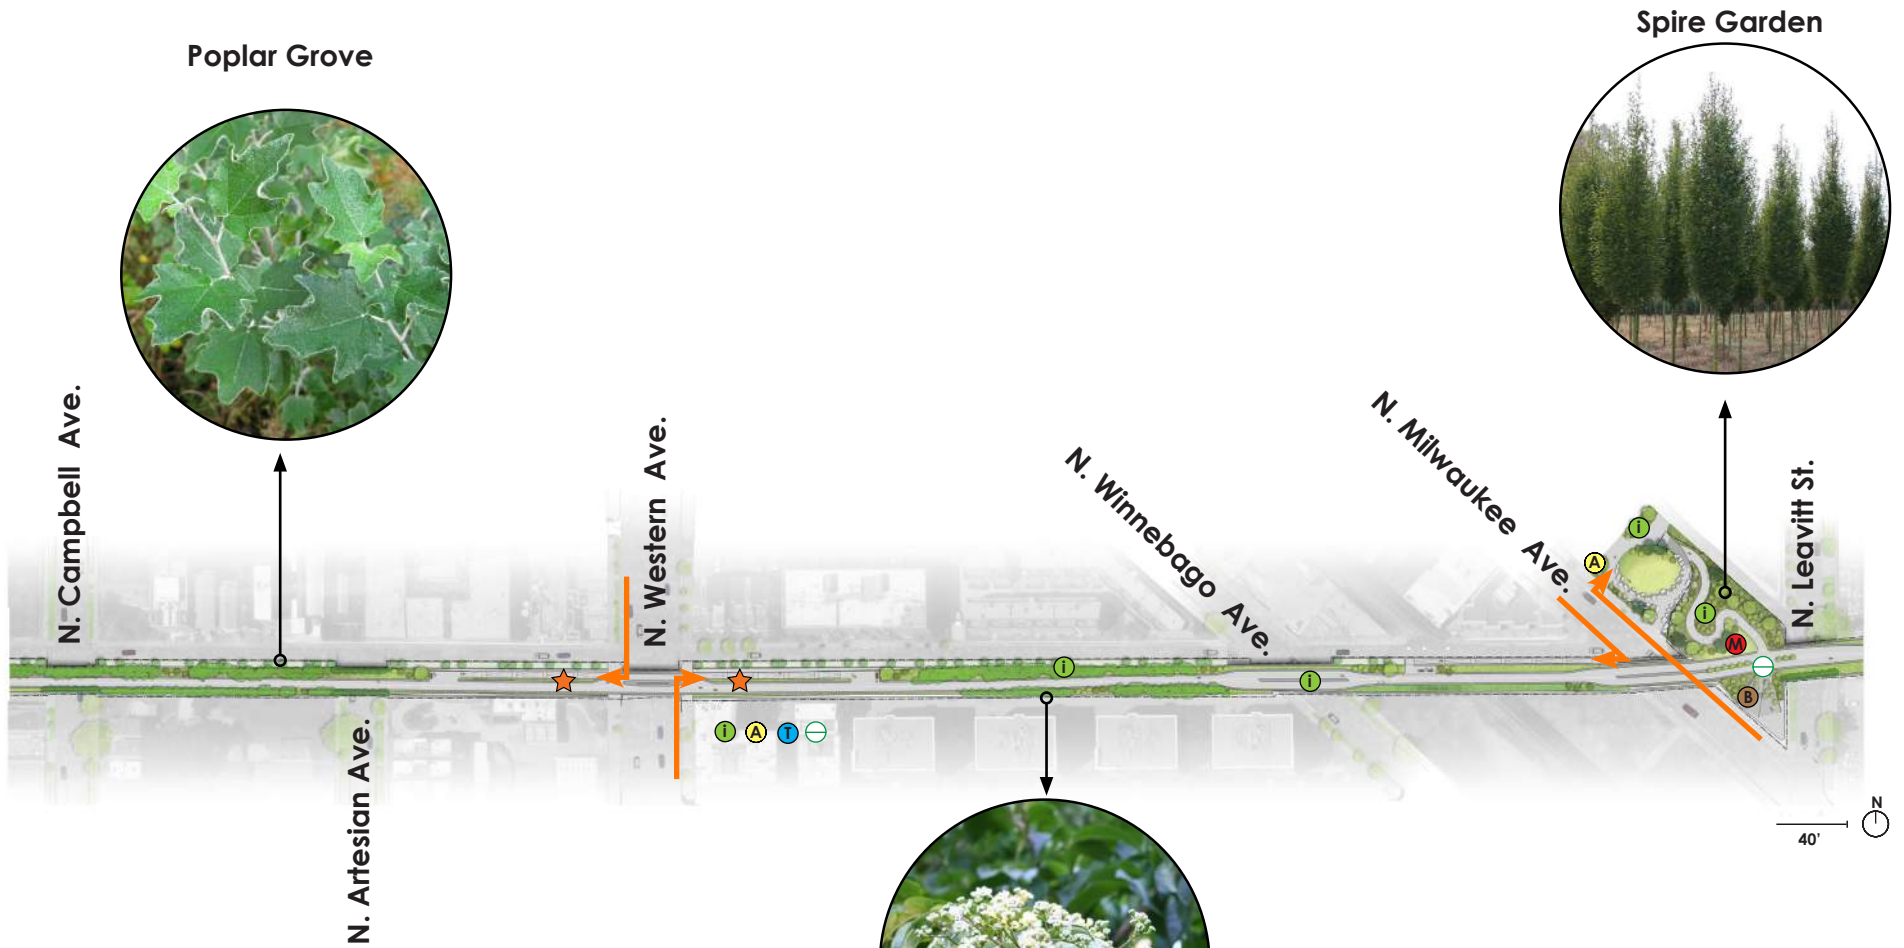 Spire Garden
Poplar Grove
N. Campbell Ave.
N. Western Ave.
N. Winnebago Ave.
N. Milwaukee Ave.
N. Leavitt St.
N. Artesian Ave.
i
A
i
M
i
i
B
i A T
N
40'